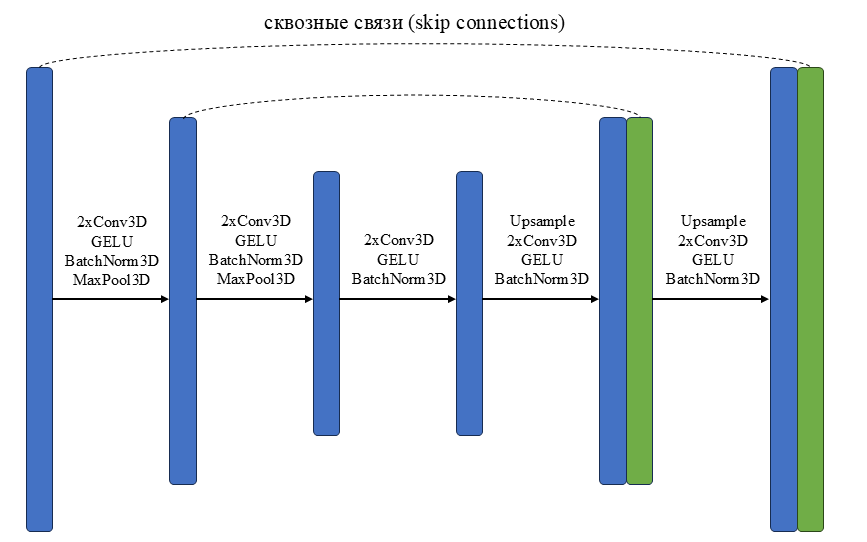 сквозные связи (skip connections)
2xConv3D
GELU
BatchNorm3D
MaxPool3D
2xConv3D
GELU
BatchNorm3D
MaxPool3D
2xConv3D
GELU
BatchNorm3D
Upsample
2xConv3D
GELU
BatchNorm3D
Upsample
2xConv3D
GELU
BatchNorm3D